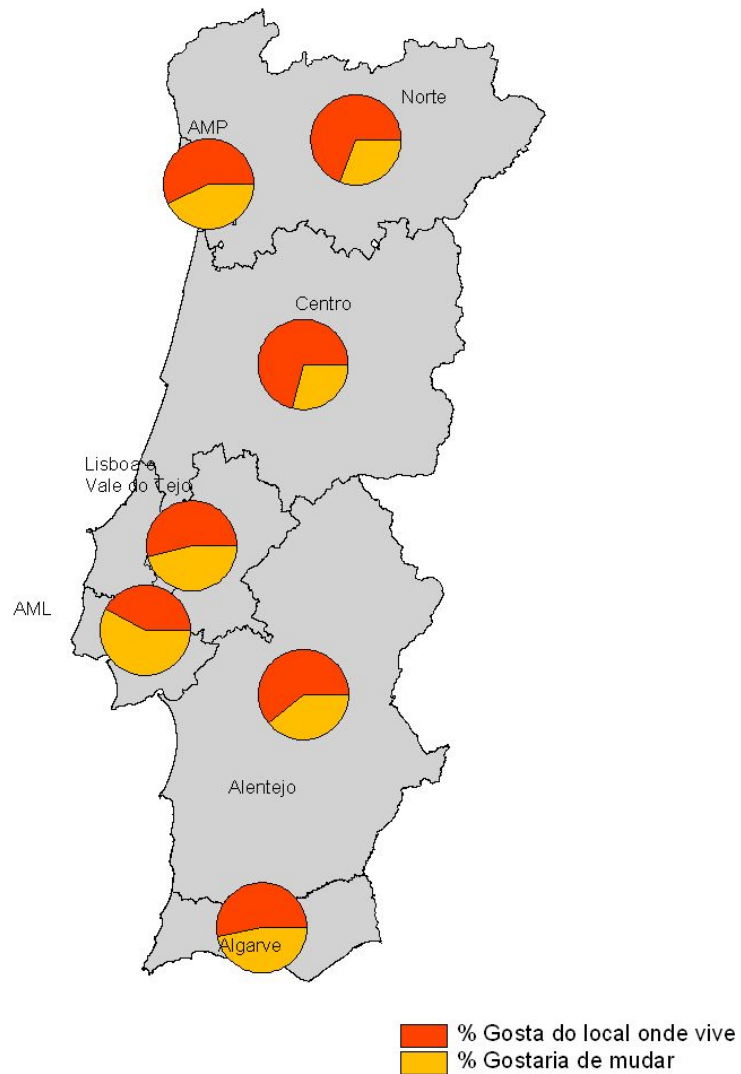 Norte
AMP
Centro
Lisboa e
Vale do Tejo
AML
Alentejo
Algarve
% Gosta do local onde vive
% Gostaria de mudar